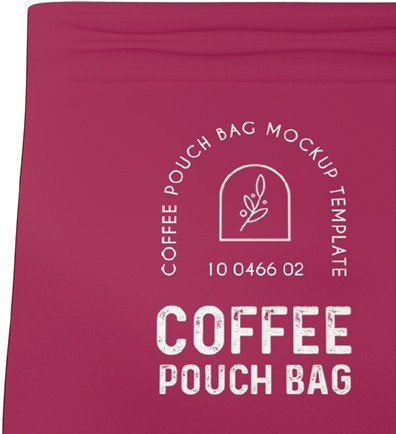 COFFEE POUCH BAG MOCKUP TEMPLATE
10 0466 02
COFFEE
POUCH BAG